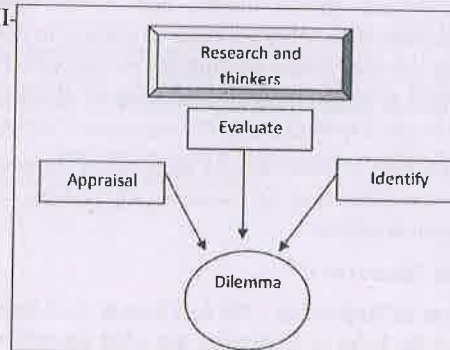 I-
Research and
thinkers
Evaluate
Appraisal
Identify
Dilemma